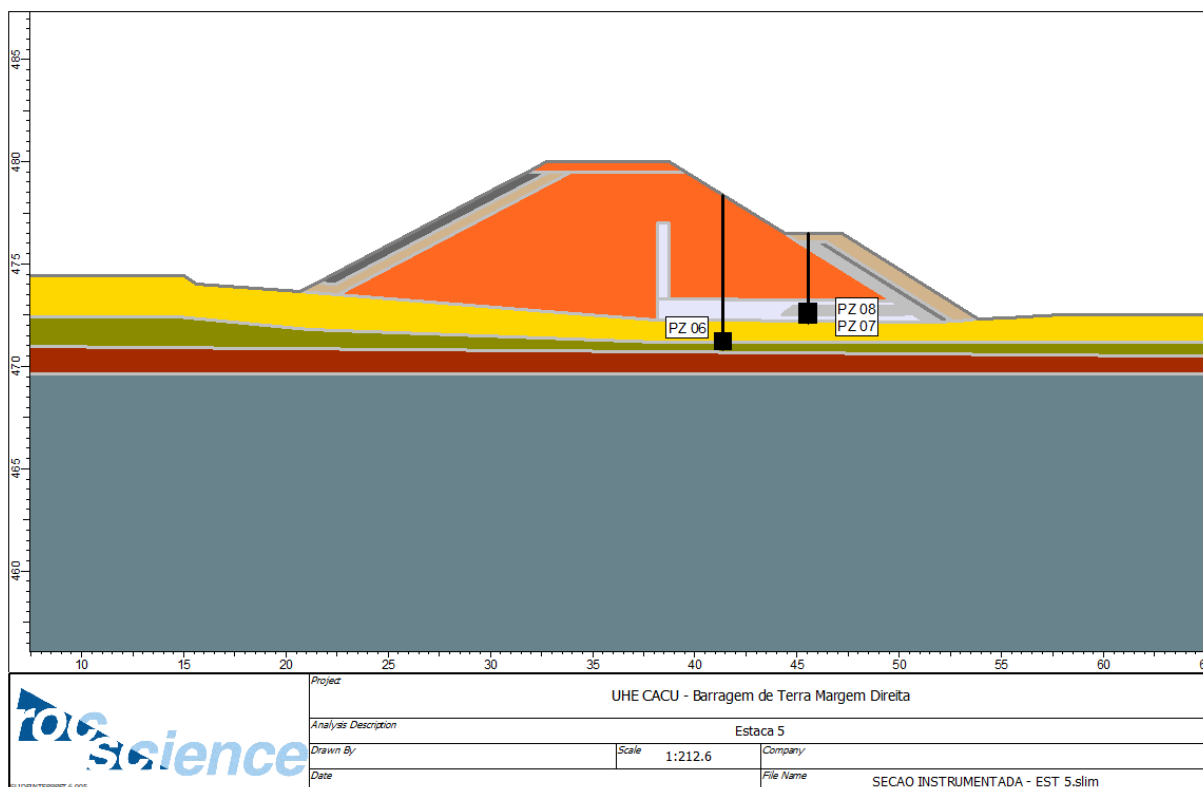 485
480
475
470
465
460
PZ 06
PZ 08
PZ 07
10 15 20 25 30 35 40 45 50 55 60
Project
UHE CACU - Barragem de Terra Margem Direita
Analysis Description
Estaca 5
Drawn By
Scale
1:212.6
Company
Date
File Name
SECAO INSTRUMENTADA - EST 5.slim
rocscience